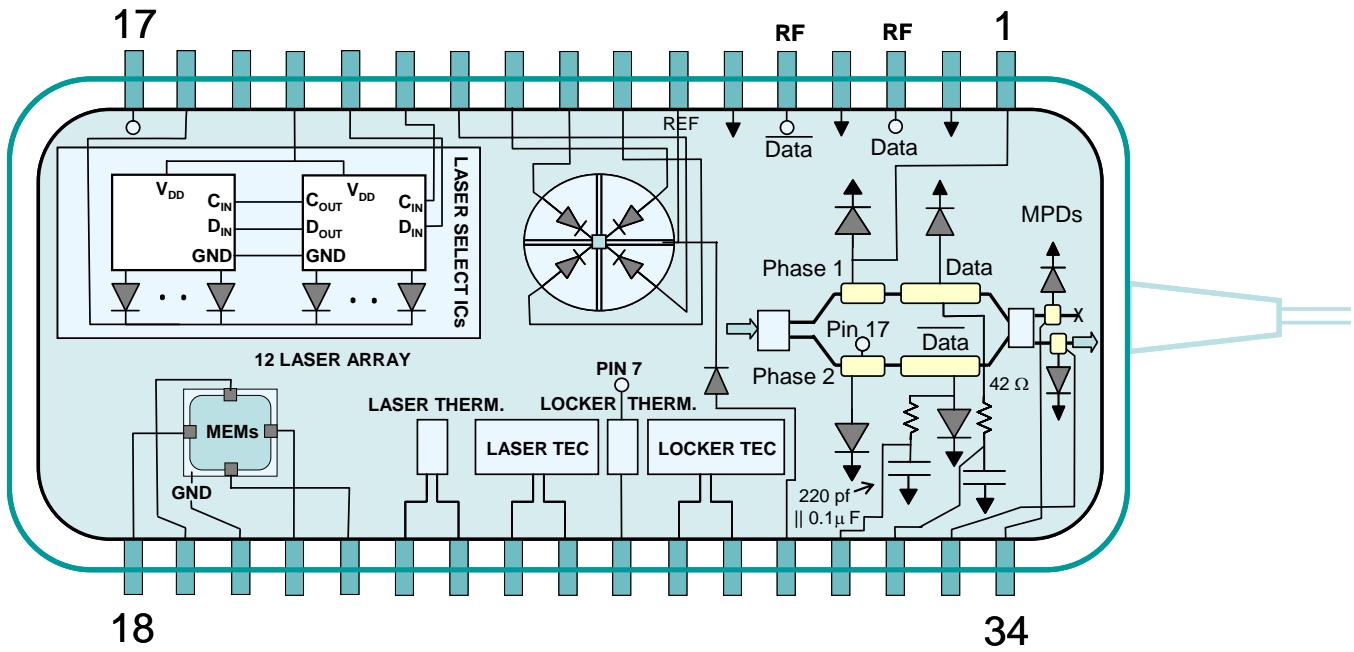 17
RF
RF
1
REF
Data
Data
LASER SELECT ICs
VDD
VDD
CIN
COUT
CIN
DIN
DOUT
DIN
GND
GND
MPDs
Phase 1
Data
Pin 17
Data
Phase 2
12 LASER ARRAY
PIN 7
42 Ω
LASER THERM.
LOCKER THERM.
MEMs
LASER TEC
LOCKER TEC
GND
220 pf
|| 0.1μ F
X
18
34